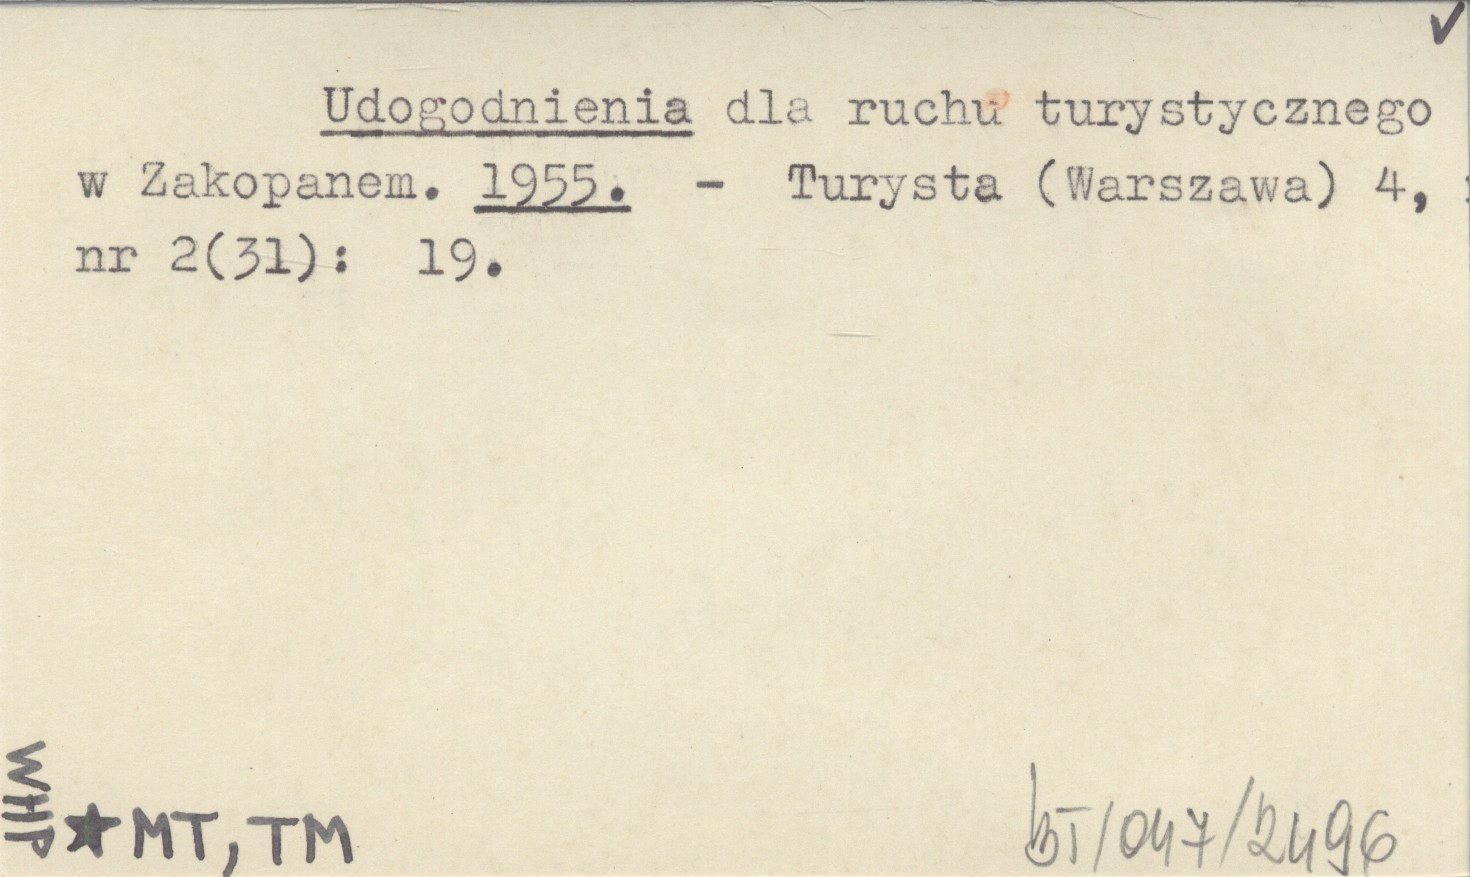 ✓
Udogodnienia dla ruchu turystycznego
w Zakopanem. 1955. - Turysta (Warszawa) 4,
nr 2(31): 19.
WHP
★MT, TM
BT/047/2496